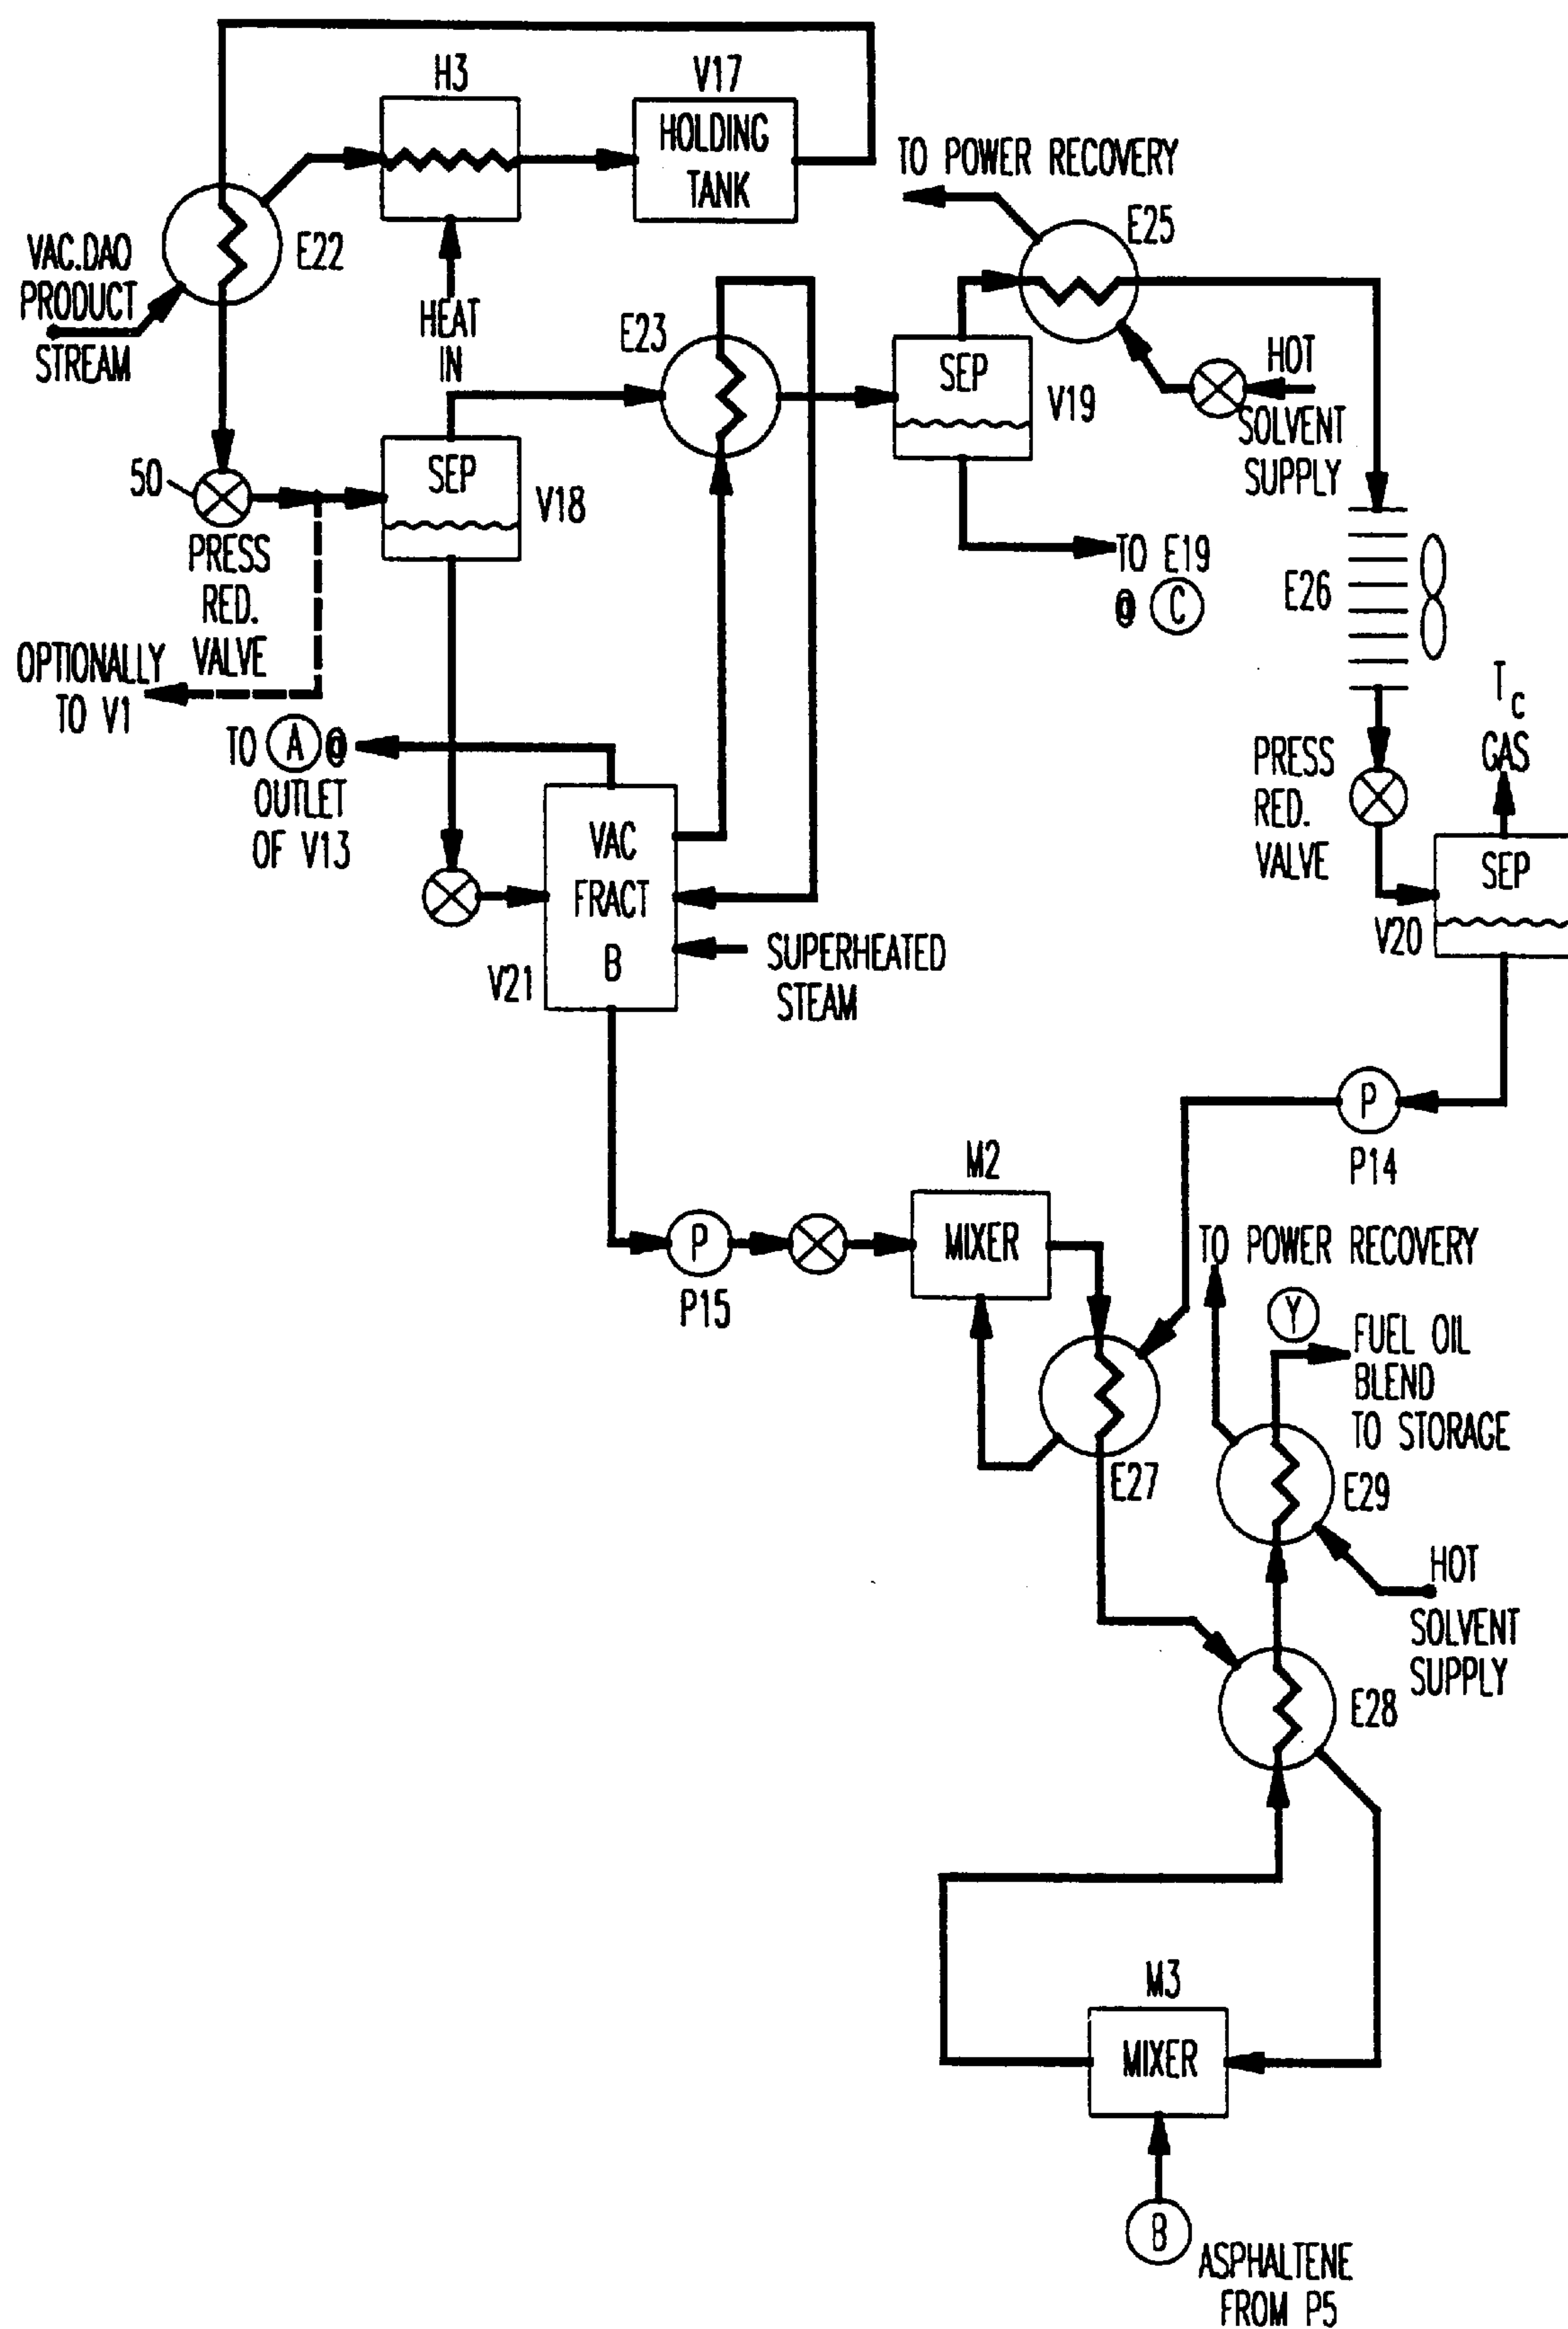 H3
V17
HOLDING
TANK
TO POWER RECOVERY
E25
VAC.DAO
PRODUCT
STREAM
E22
HEAT
IN
E23
SEP
V19
HOT
SOLVENT
SUPPLY
50
PRESS
RED.
VALVE
SEP
V18
TO E19
@ C
E26
OPTIONALLY
TO V1
TO A @
OUTLET
OF V13
VAC
FRACT
B
V21
SUPERHEATED
STEAM
PRESS
RED.
VALVE
Tc
GAS
SEP
V20
P
P14
M2
MIXER
P
P15
TO POWER RECOVERY
Y
FUEL OIL
BLEND
TO STORAGE
E27
E29
HOT
SOLVENT
SUPPLY
E28
M3
MIXER
B
ASPHALTENE
FROM P5